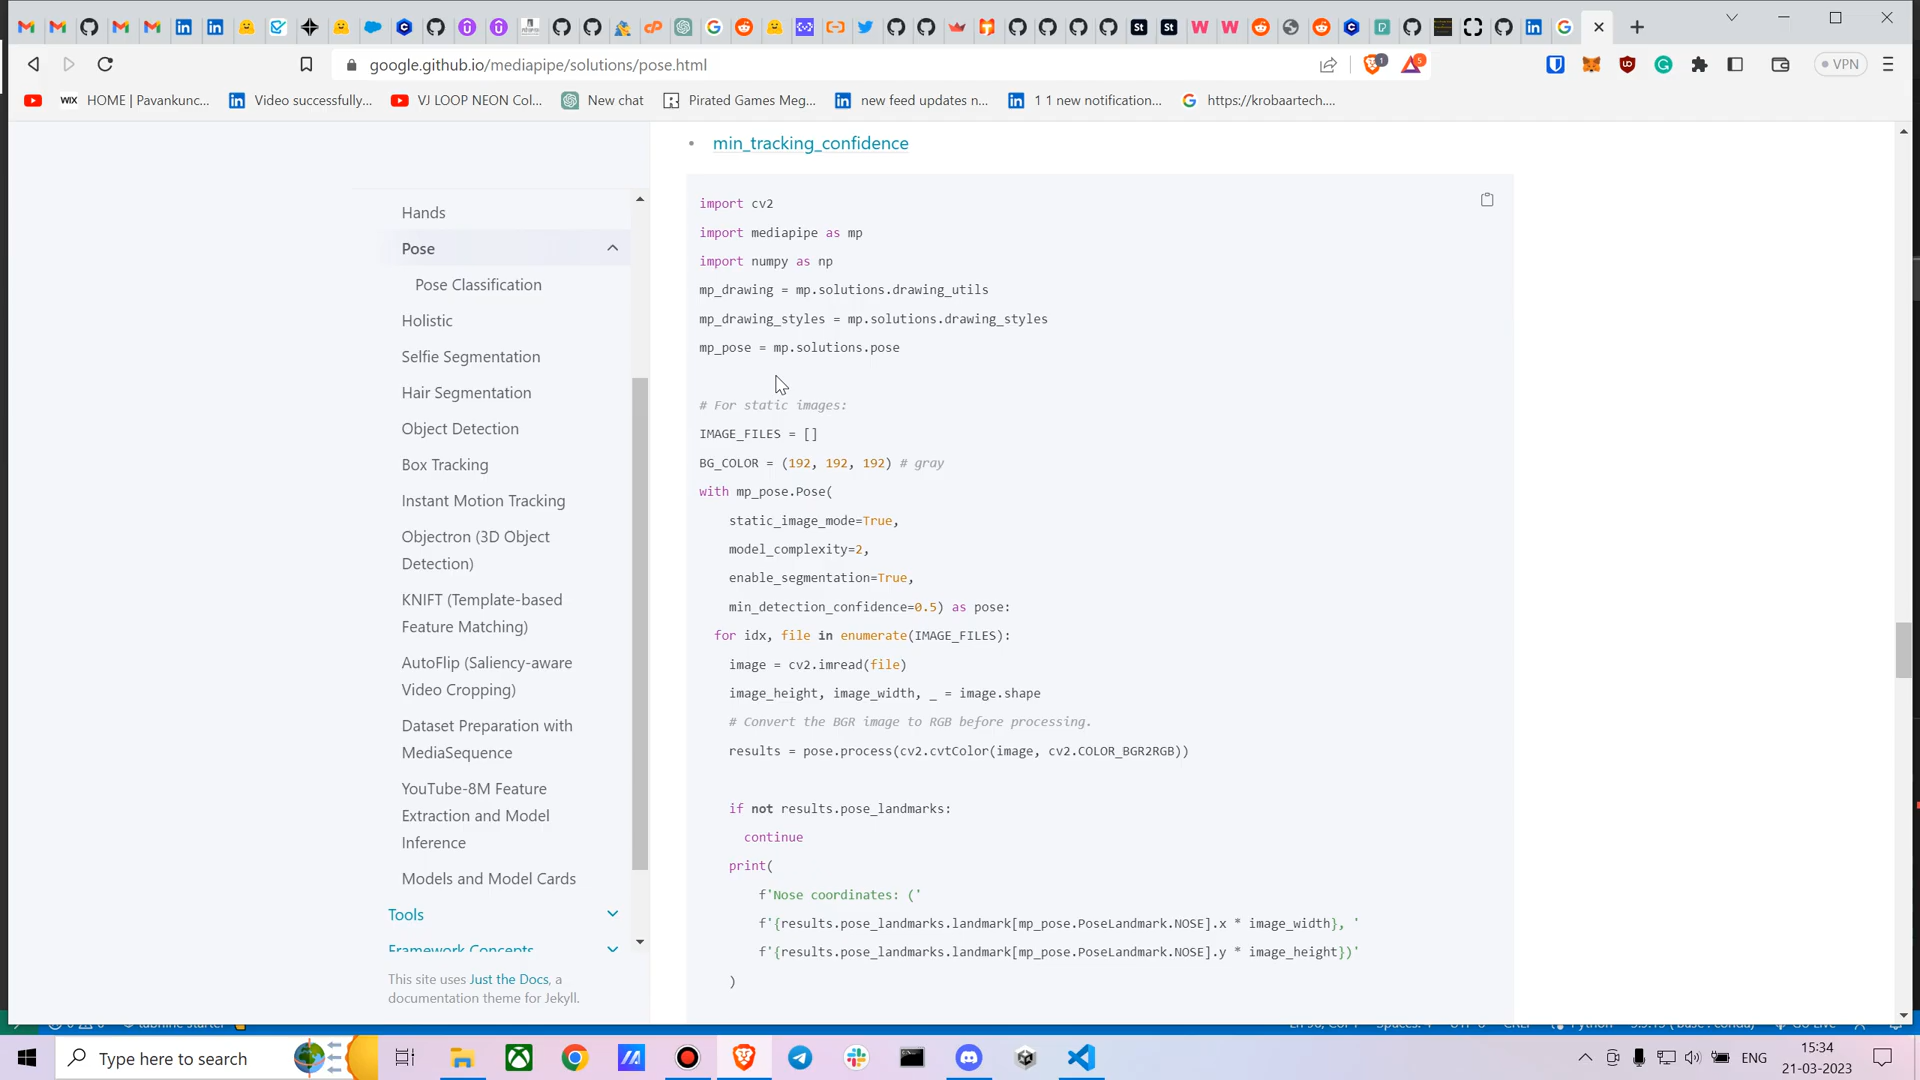 google.github.io/mediapipe/solutions/pose.html
VPN
WIX HOME | Pavankunc...
Video successfully...
VJ LOOP NEON Col...
New chat
Pirated Games Meg...
new feed updates n...
1 1 new notification...
https://krobaartech....
Hands
Pose
Pose Classification
Holistic
Selfie Segmentation
Hair Segmentation
Object Detection
Box Tracking
Instant Motion Tracking
Objectron (3D Object
Detection)
KNIFT (Template-based
Feature Matching)
AutoFlip (Saliency-aware
Video Cropping)
Dataset Preparation with
MediaSequence
YouTube-8M Feature
Extraction and Model
Inference
Models and Model Cards
Tools
Framework Concepts
This site uses Just the Docs, a
documentation theme for Jekyll.
min_tracking_confidence
import cv2
import mediapipe as mp
import numpy as np
mp_drawing = mp.solutions.drawing_utils
mp_drawing_styles = mp.solutions.drawing_styles
mp_pose = mp.solutions.pose
# For static images:
IMAGE_FILES = []
BG_COLOR = (192, 192, 192) # gray
with mp_pose.Pose(
static_image_mode=True,
model_complexity=2,
enable_segmentation=True,
min_detection_confidence=0.5) as pose:
for idx, file in enumerate(IMAGE_FILES):
image = cv2.imread(file)
image_height, image_width, _ = image.shape
# Convert the BGR image to RGB before processing.
results = pose.process(cv2.cvtColor(image, cv2.COLOR_BGR2RGB))
if not results.pose_landmarks:
continue
print(
f'Nose coordinates: ('
f'{results.pose_landmarks.landmark[mp_pose.PoseLandmark.NOSE].x * image_width}, '
f'{results.pose_landmarks.landmark[mp_pose.PoseLandmark.NOSE].y * image_height})'
)
Type here to search
ENG
15:34
21-03-2023